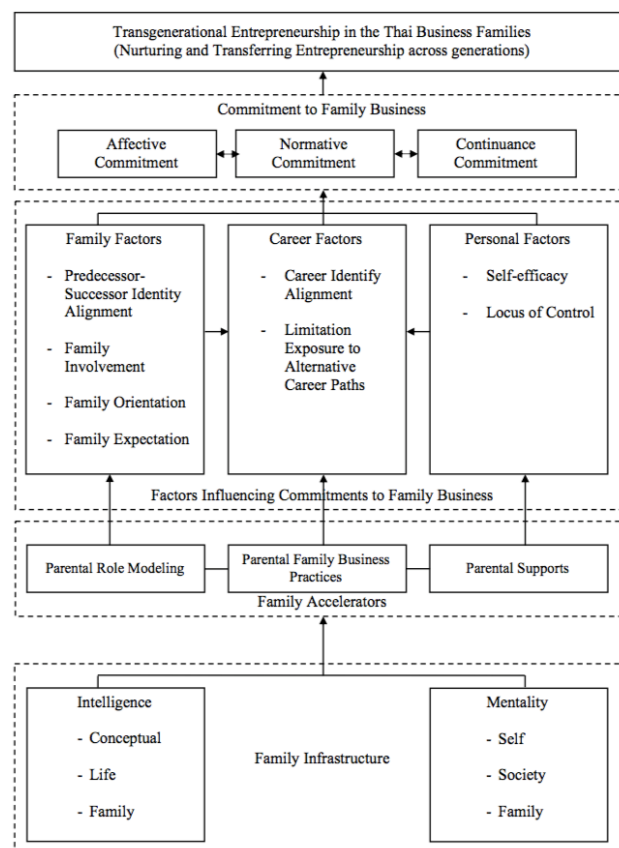 Transgenerational Entrepreneurship in the Thai Business Families
(Nurturing and Transferring Entrepreneurship across generations)
Commitment to Family Business
Affective
Commitment
Normative
Commitment
Continuance
Commitment
Family Factors
- Predecessor-
Successor Identity
Alignment
- Family
Involvement
- Family Orientation
- Family Expectation
Career Factors
- Career Identify
Alignment
- Limitation
Exposure to
Alternative
Career Paths
Personal Factors
- Self-efficacy
- Locus of Control
Factors Influencing Commitments to Family Business
Parental Role Modeling
Parental Family Business
Practices
Parental Supports
Family Accelerators
Intelligence
- Conceptual
- Life
- Family
Family Infrastructure
Mentality
- Self
- Society
- Family